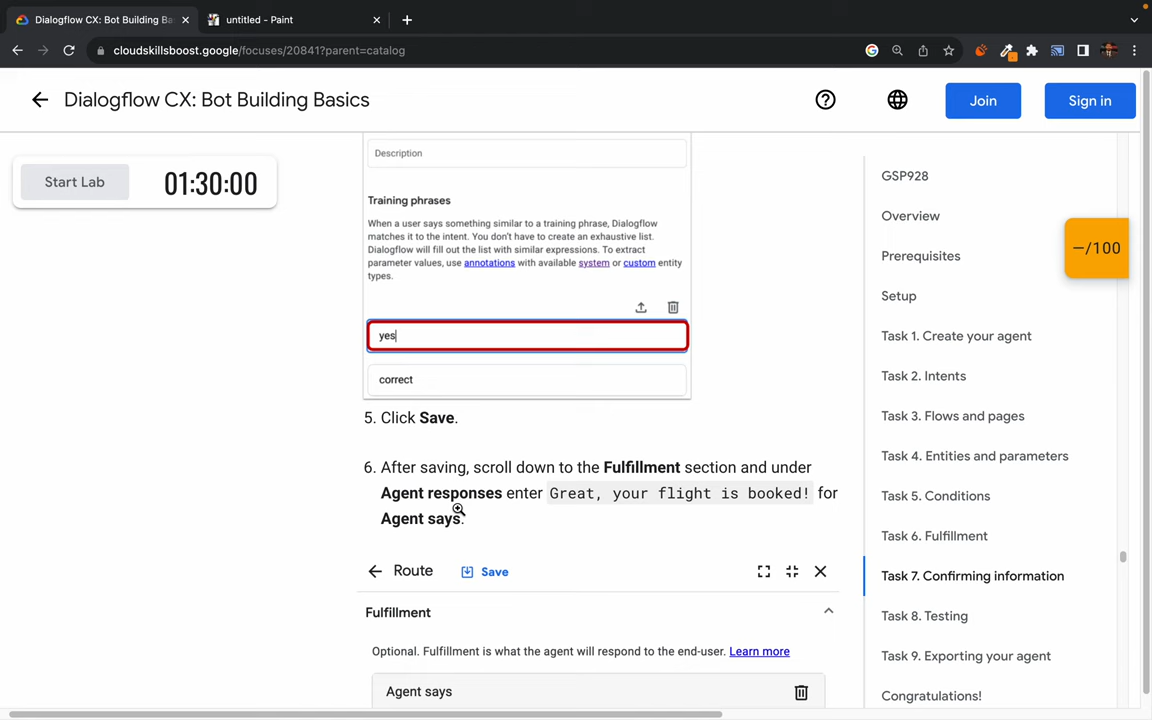 Dialogflow CX: Bot Building Ba
untitled - Paint
cloudskillsboost.google/focuses/20841?parent=catalog
Dialogflow CX: Bot Building Basics
Join
Sign in
Start Lab
01:30:00
–/100
Description
Training phrases
When a user says something similar to a training phrase, Dialogflow
matches it to the intent. You don't have to create an exhaustive list.
Dialogflow will fill out the list with similar expressions. To extract
parameter values, use annotations with available system or custom entity
types.
yes
correct
5. Click Save.
6. After saving, scroll down to the Fulfillment section and under
Agent responses enter Great, your flight is booked! for
Agent says.
Route
Save
Fulfillment
Optional. Fulfillment is what the agent will respond to the end-user. Learn more
Agent says
GSP928
Overview
Prerequisites
Setup
Task 1. Create your agent
Task 2. Intents
Task 3. Flows and pages
Task 4. Entities and parameters
Task 5. Conditions
Task 6. Fulfillment
Task 7. Confirming information
Task 8. Testing
Task 9. Exporting your agent
Congratulations!